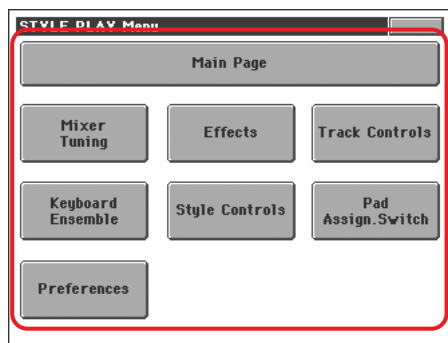 STYLE PLAY Menu
Main Page
Mixer
Tuning
Effects
Track Controls
Keyboard
Ensemble
Style Controls
Pad
Assign.Switch
Preferences